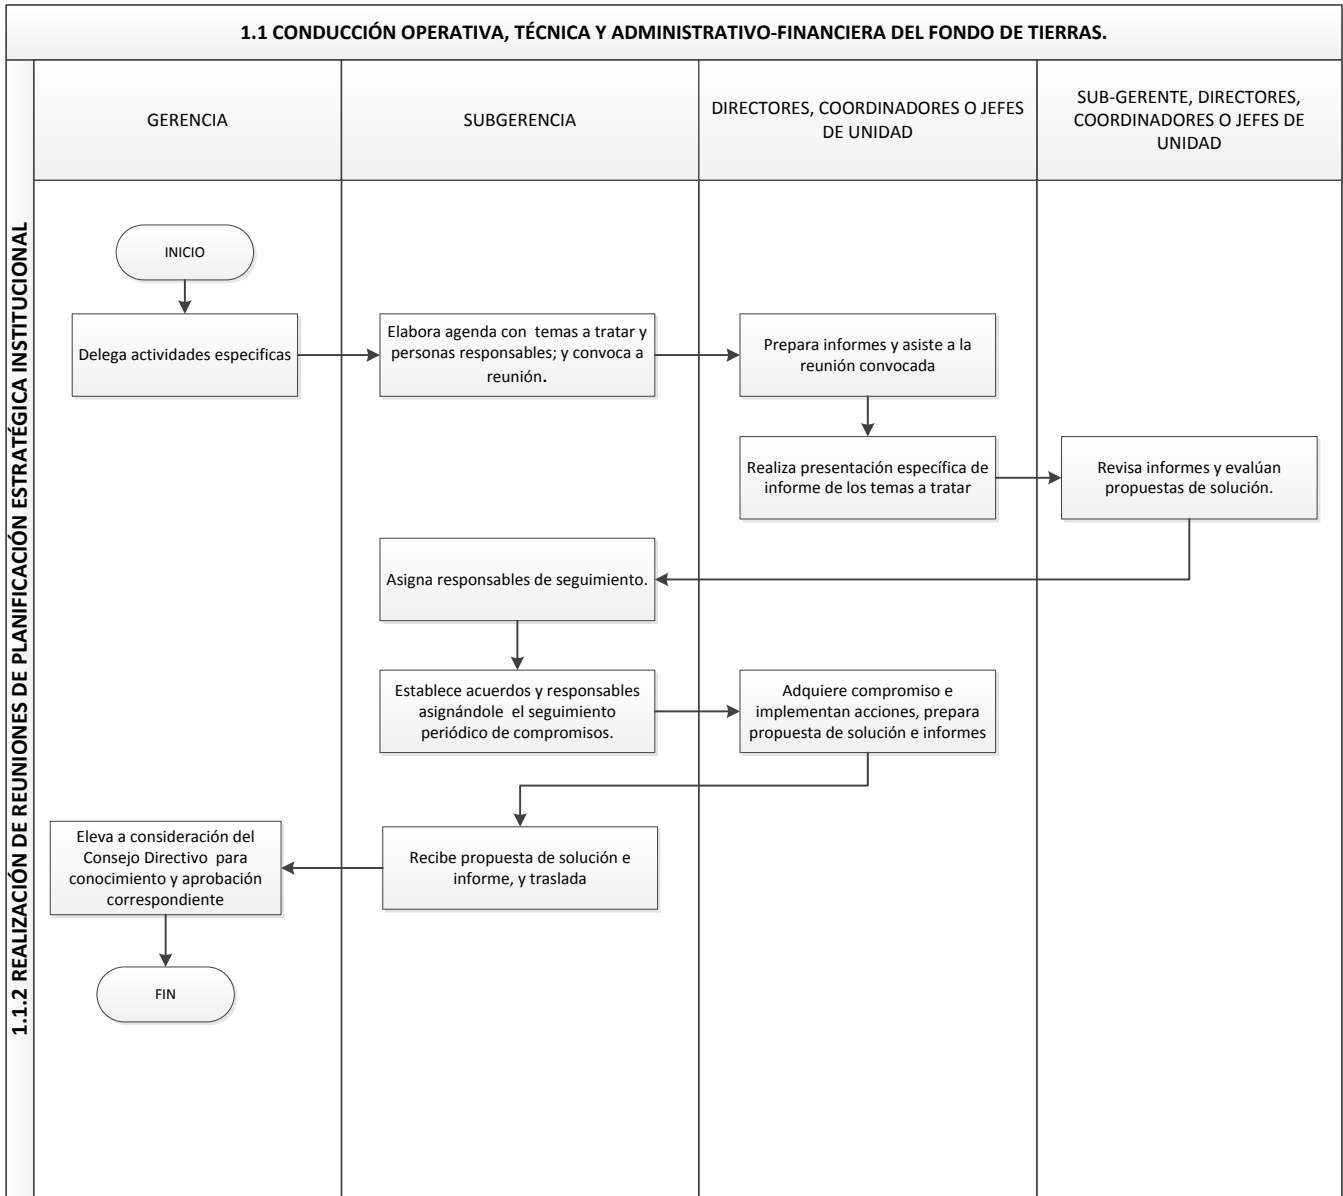 1.1 CONDUCCIÓN OPERATIVA, TÉCNICA Y ADMINISTRATIVO-FINANCIERA DEL FONDO DE TIERRAS.
1.1.2 REALIZACIÓN DE REUNIONES DE PLANIFICACIÓN ESTRATÉGICA INSTITUCIONAL
GERENCIA
SUBGERENCIA
DIRECTORES, COORDINADORES O JEFES
DE UNIDAD
SUB-GERENTE, DIRECTORES,
COORDINADORES O JEFES DE
UNIDAD
INICIO
Delega actividades especificas
Elabora agenda con temas a tratar y
personas responsables; y convoca a
reunión.
Prepara informes y asiste a la
reunión convocada
Realiza presentación específica de
informe de los temas a tratar
Revisa informes y evalúan
propuestas de solución.
Asigna responsables de seguimiento.
Establece acuerdos y responsables
asignándole el seguimiento
periódico de compromisos.
Adquiere compromiso e
implementan acciones, prepara
propuesta de solución e informes
Recibe propuesta de solución e
informe, y traslada
Eleva a consideración del
Consejo Directivo para
conocimiento y aprobación
correspondiente
FIN